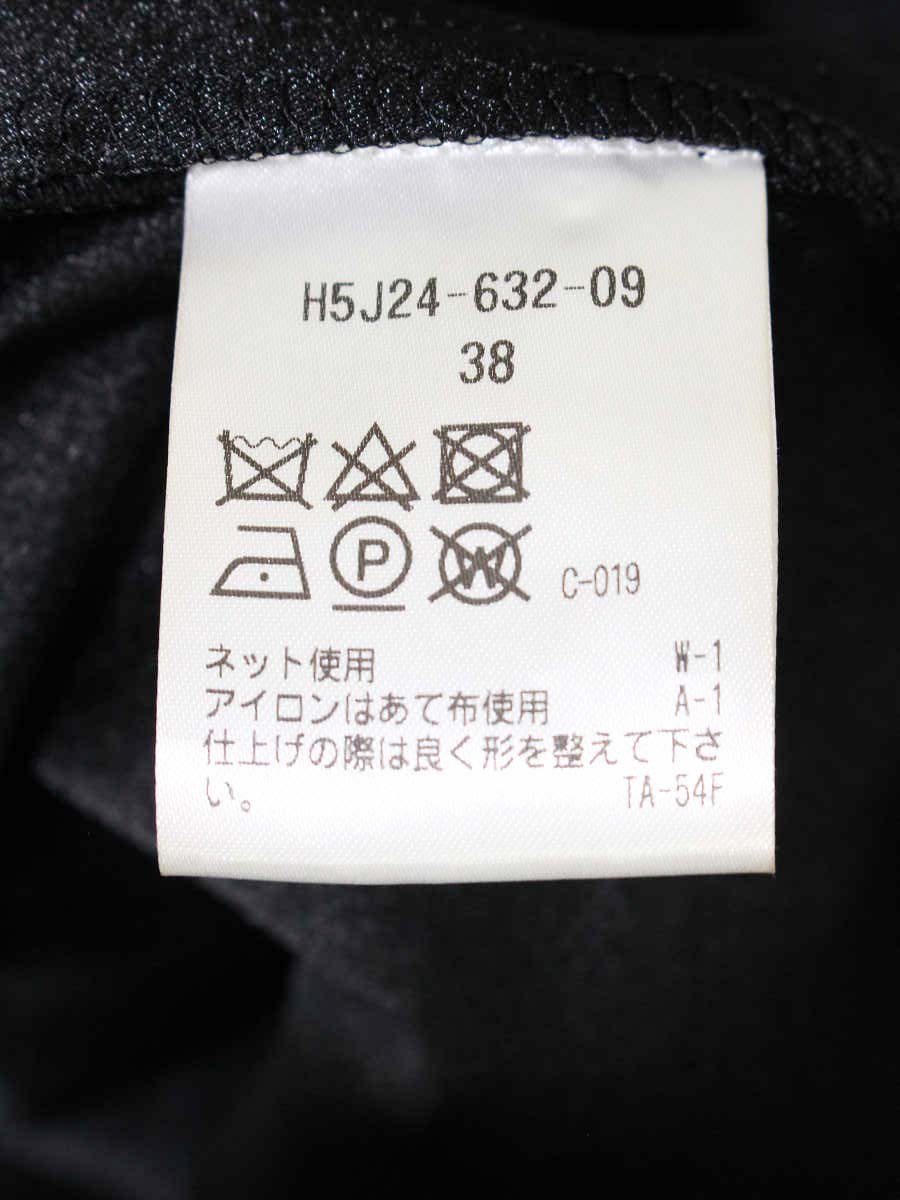 H5J24-632-09
38
P W C-019
ネット使用 W-1
アイロンはあて布使用 A-1
仕上げの際は良く形を整えて下さ
い。 TA-54F